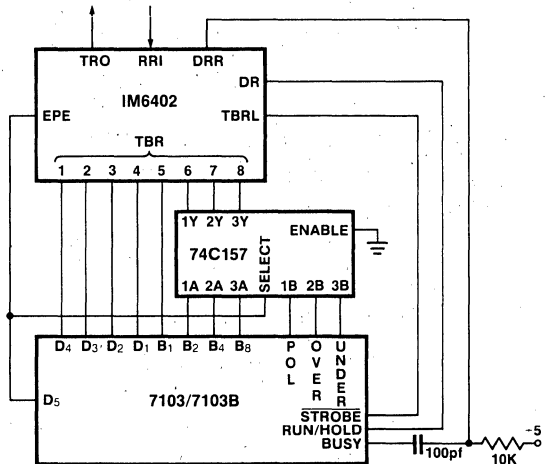 TRO RRI DRR
DR
IM6402
EPE TBRL
TBR
1 2 3 4 5 6 7 8
1Y 2Y 3Y
ENABLE
74C157
SELECT
1A 2A 3A 1B 2B 3B
D4 D3 D2 D1 B1 B2 B4 B8 POL OVER UNDER
D5
7103/7103B
STROBE
RUN/HOLD
BUSY
100pf
10K
-5